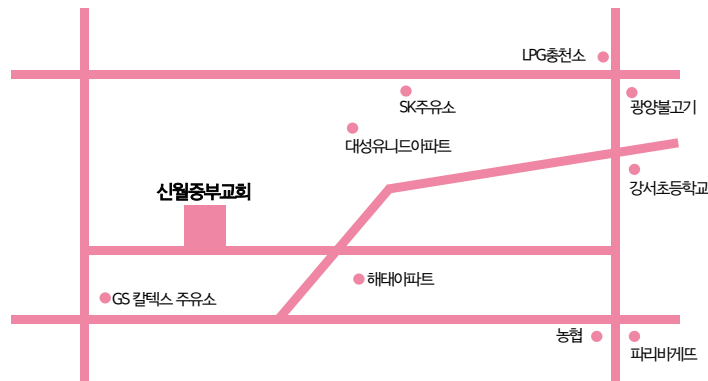 LPG충천소
SK주유소
광양불고기
대성유니드아파트
강서초등학교
신월중부교회
해태아파트
GS 칼텍스 주유소
농협
파리바게뜨